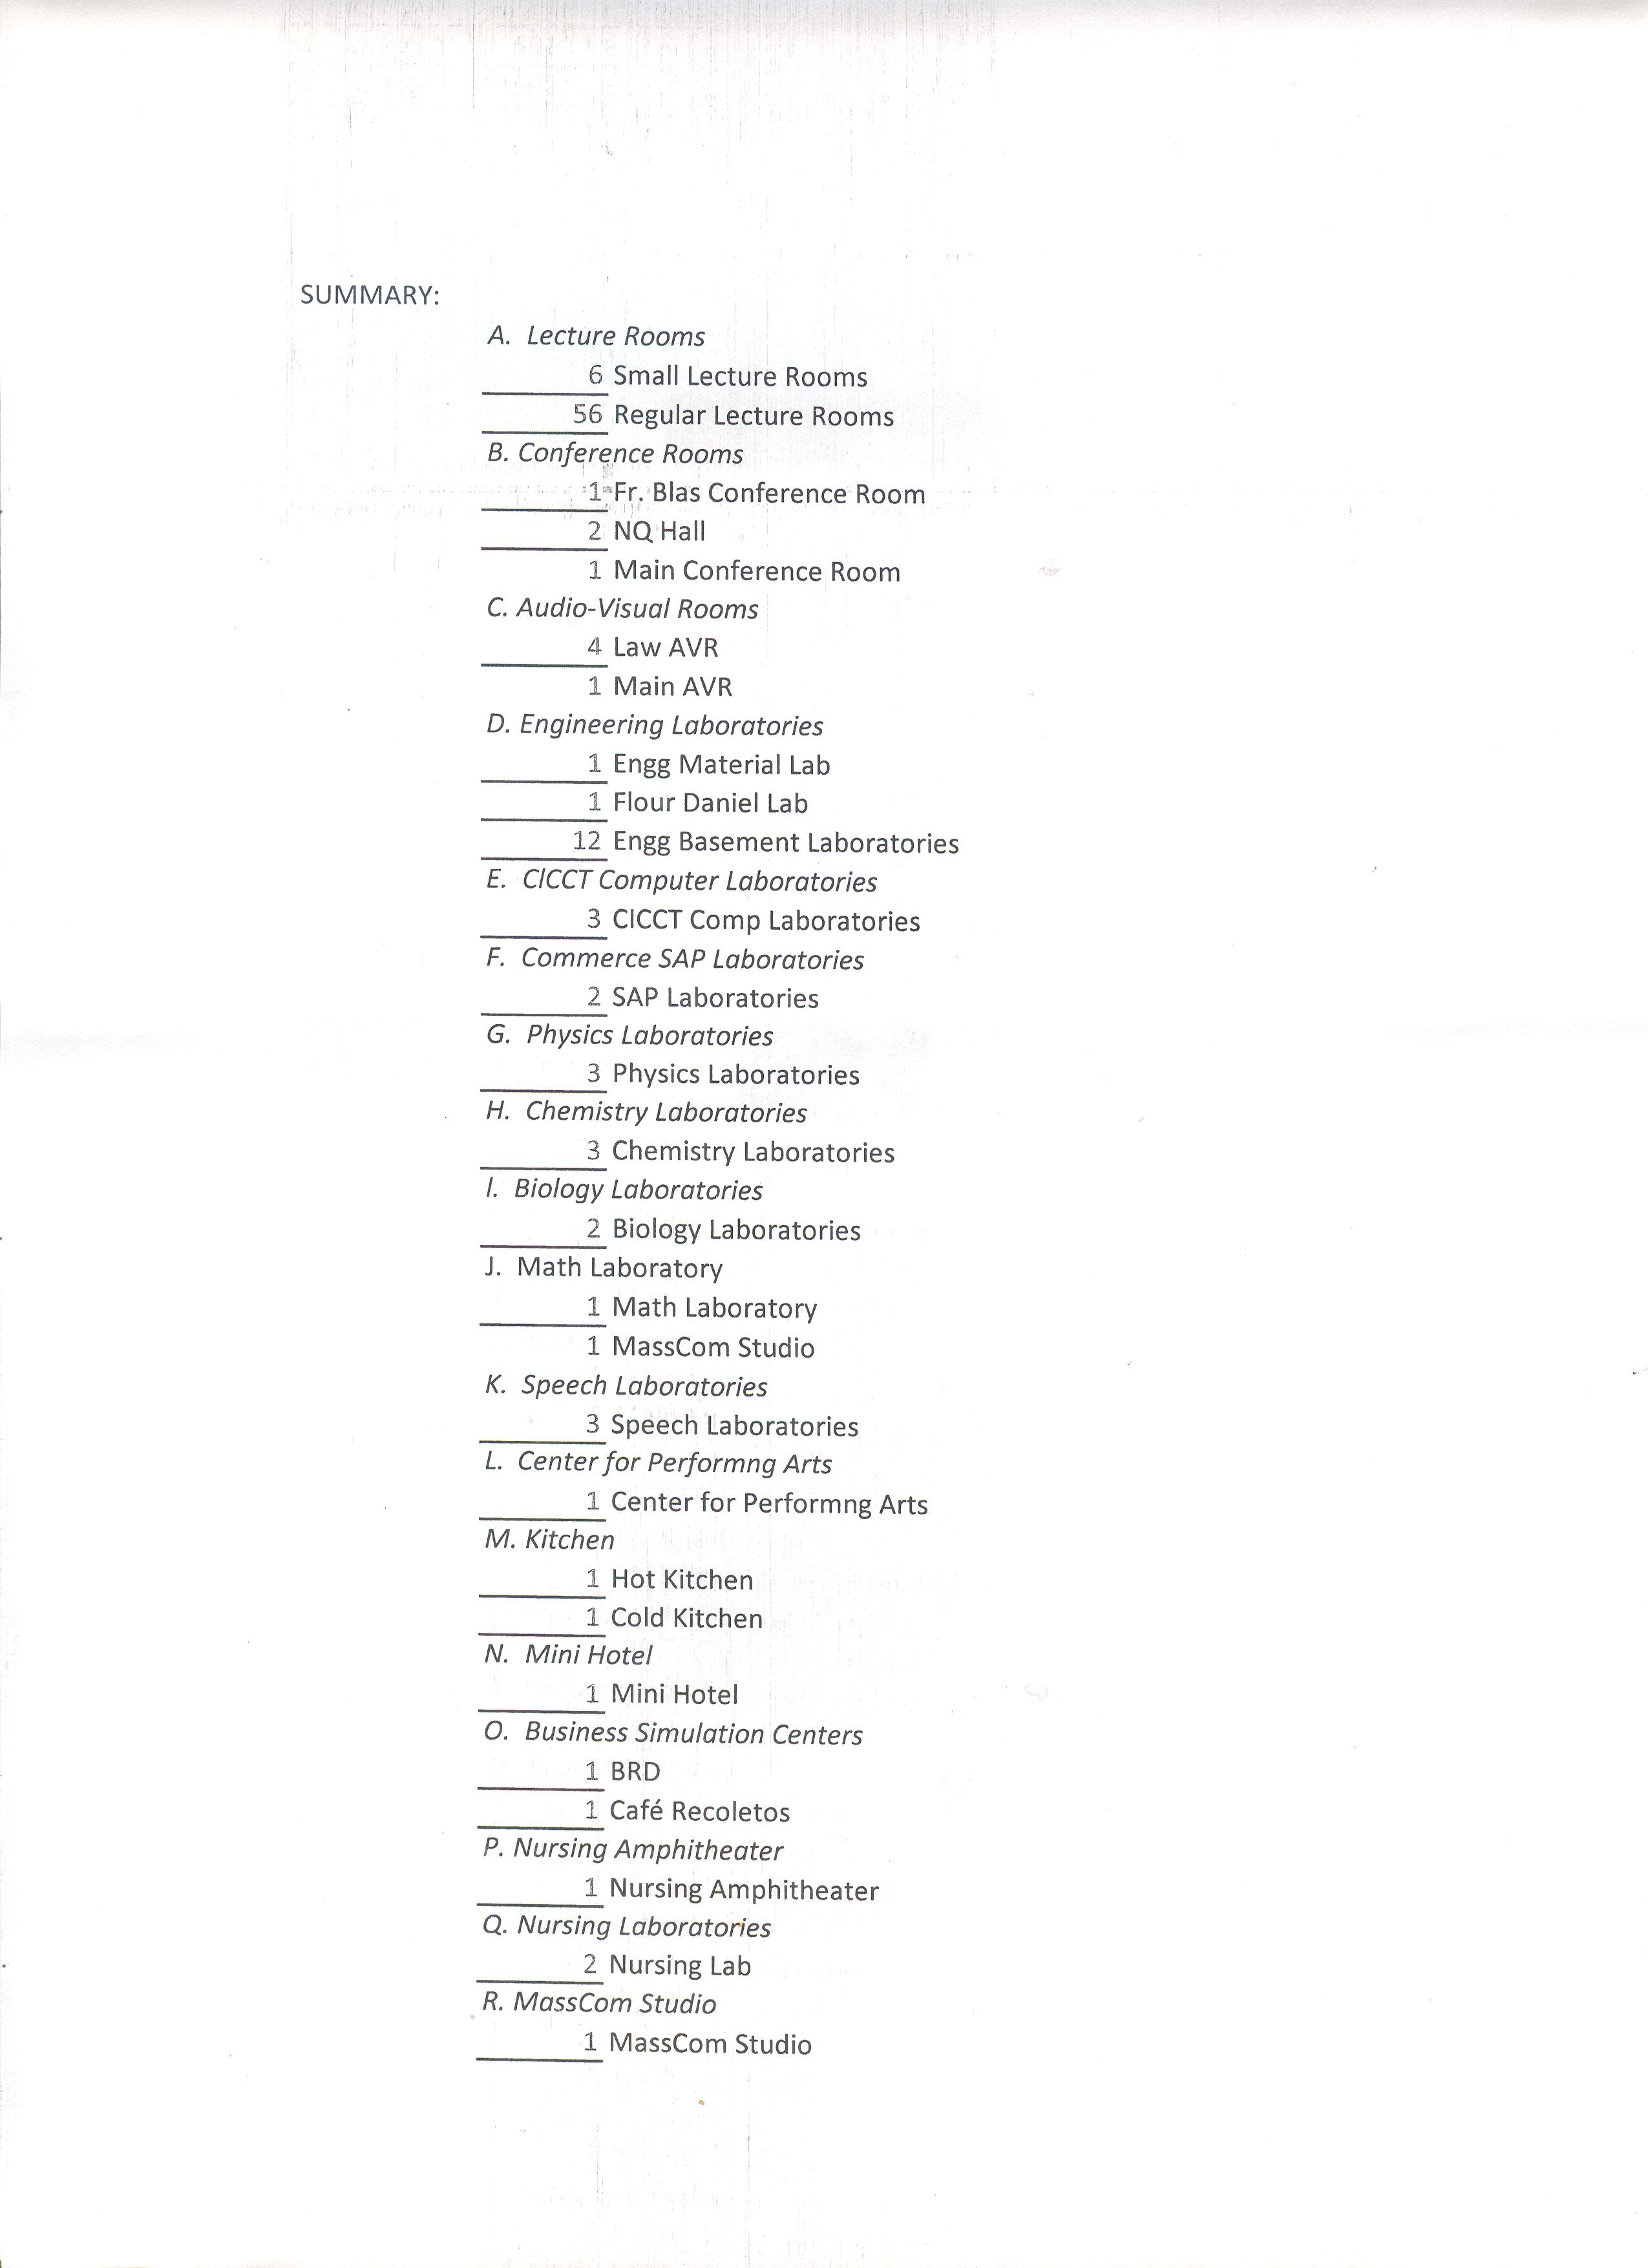 SUMMARY:
A. Lecture Rooms
6 Small Lecture Rooms
56 Regular Lecture Rooms
B. Conference Rooms
1 Fr. Blas Conference Room
2 NQ Hall
1 Main Conference Room
C. Audio-Visual Rooms
4 Law AVR
1 Main AVR
D. Engineering Laboratories
1 Engg Material Lab
1 Flour Daniel Lab
12 Engg Basement Laboratories
E. CICCT Computer Laboratories
3 CICCT Comp Laboratories
F. Commerce SAP Laboratories
2 SAP Laboratories
G. Physics Laboratories
3 Physics Laboratories
H. Chemistry Laboratories
3 Chemistry Laboratories
I. Biology Laboratories
2 Biology Laboratories
J. Math Laboratory
1 Math Laboratory
1 MassCom Studio
K. Speech Laboratories
3 Speech Laboratories
L. Center for Performng Arts
1 Center for Performng Arts
M. Kitchen
1 Hot Kitchen
1 Cold Kitchen
N. Mini Hotel
1 Mini Hotel
O. Business Simulation Centers
1 BRD
1 Café Recoletos
P. Nursing Amphitheater
1 Nursing Amphitheater
Q. Nursing Laboratories
2 Nursing Lab
R. MassCom Studio
1 MassCom Studio